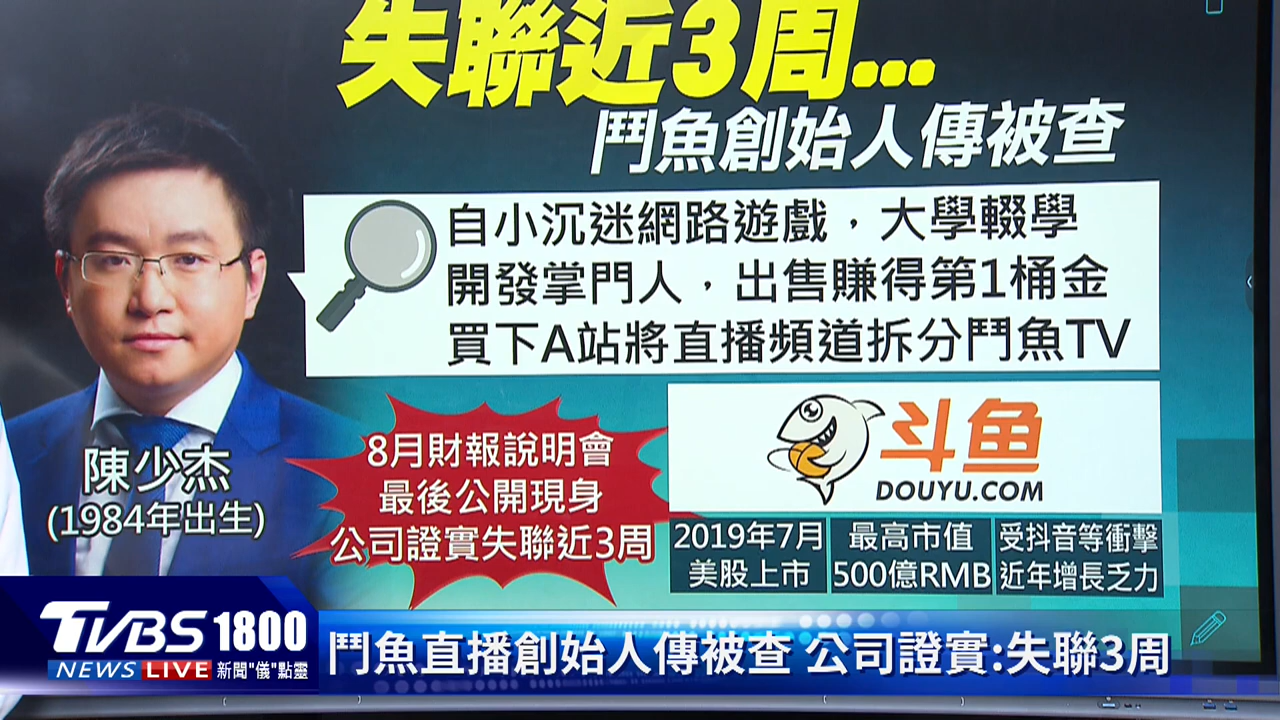 失聯近3周...
鬥魚創始人傳被查
自小沉迷網路遊戲，大學輟學
開發掌門人，出售賺得第1桶金
買下A站將直播頻道拆分鬥魚TV
陳少杰
(1984年出生)
8月財報說明會
最後公開現身
公司證實失聯近3周
斗鱼
DOUYU.COM
2019年7月
美股上市
最高市值
500億RMB
受抖音等衝擊
近年增長乏力
TVBS 1800
NEWS LIVE 新聞"儀"點靈
鬥魚直播創始人傳被查 公司證實:失聯3周